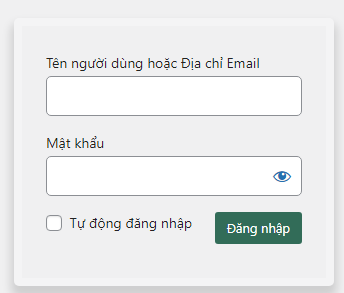 Tên người dùng hoặc Địa chỉ Email
Mật khẩu
Tự động đăng nhập
Đăng nhập